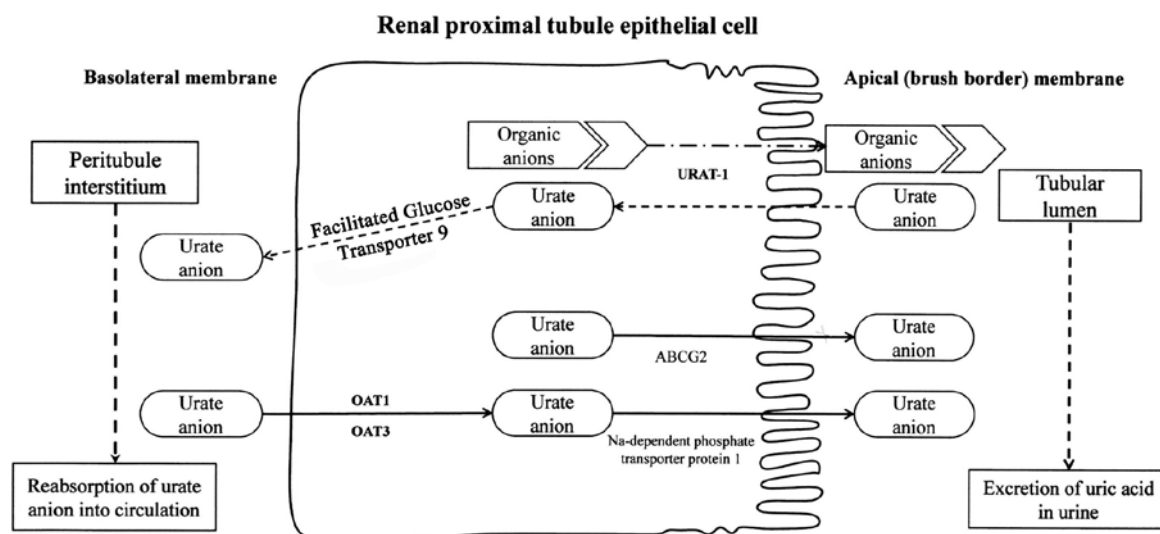 Renal proximal tubule epithelial cell
Basolateral membrane
Apical (brush border) membrane
Organic
anions
Organic
anions
Peritubule
interstitium
URAT-1
Tubular
lumen
Urate
anion
Urate
anion
Facilitated Glucose
Transporter 9
Urate
anion
Urate
anion
Urate
anion
ABCG2
Urate
anion
OAT1
OAT3
Urate
anion
Urate
anion
Na-dependent phosphate
transporter protein 1
Reabsorption of urate
anion into circulation
Excretion of uric acid
in urine